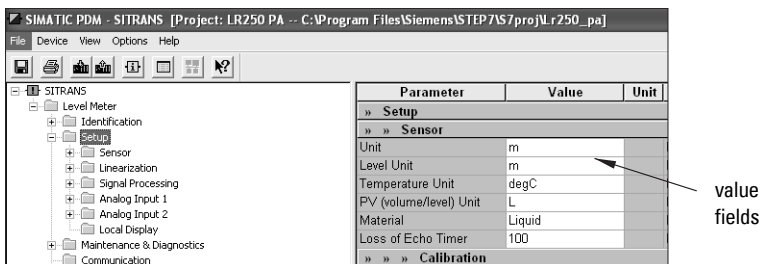 SIMATIC PDM - SITRANS [Project: LR250 PA -- C:\Program Files\Siemens\STEP7\S7proj\Lr250_pa]
File Device View Options Help
SITRANS
Level Meter
Identification
Setup
Sensor
Linearization
Signal Processing
Analog Input 1
Analog Input 2
Local Display
Maintenance & Diagnostics
Communication
Parameter Value Unit
» Setup
» » Sensor
Unit m
Level Unit m
Temperature Unit degC
PV (volume/level) Unit L
Material Liquid
Loss of Echo Timer 100
» » » Calibration
value
fields